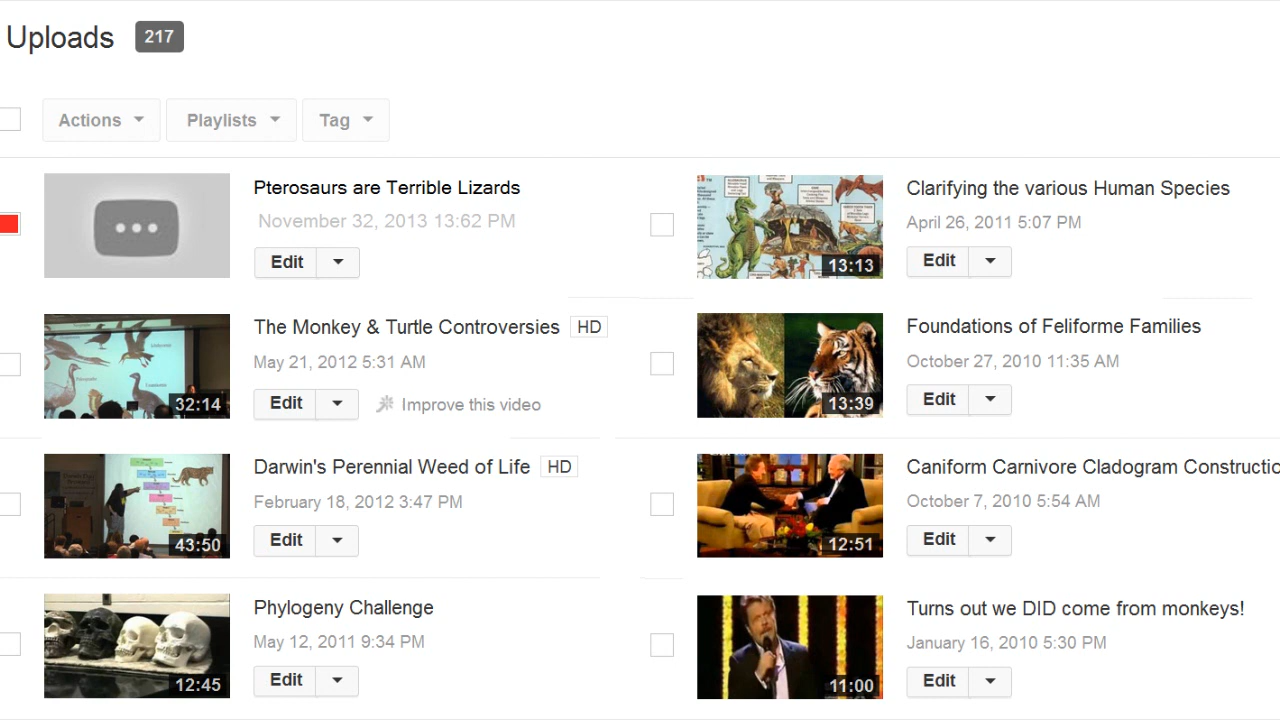 Uploads 217
Actions Playlists Tag
Pterosaurs are Terrible Lizards
November 32, 2013 13:62 PM
Edit
The Monkey & Turtle Controversies HD
May 21, 2012 5:31 AM
32:14
Edit Improve this video
Darwin's Perennial Weed of Life HD
February 18, 2012 3:47 PM
43:50
Edit
Phylogeny Challenge
May 12, 2011 9:34 PM
12:45
Edit
Clarifying the various Human Species
April 26, 2011 5:07 PM
13:13
Edit
Foundations of Feliforme Families
October 27, 2010 11:35 AM
13:39
Edit
Caniform Carnivore Cladogram Constructio
October 7, 2010 5:54 AM
12:51
Edit
Turns out we DID come from monkeys!
January 16, 2010 5:30 PM
11:00
Edit